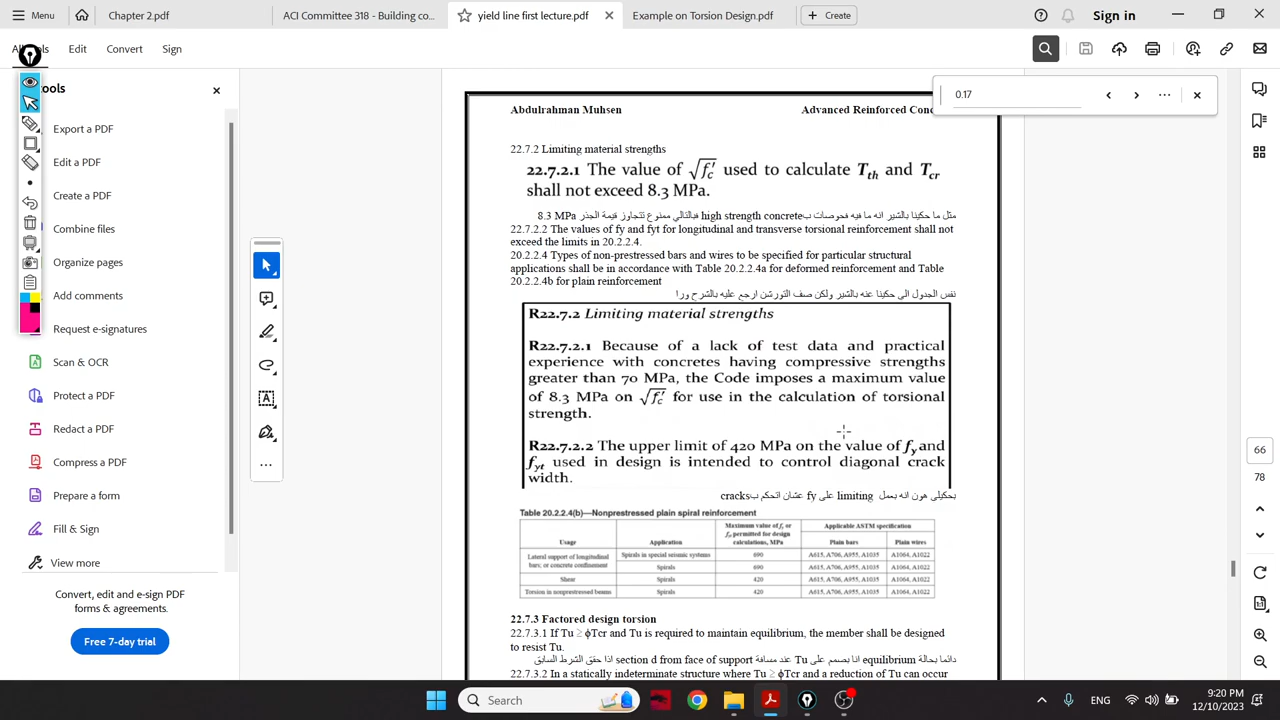 Menu
Chapter 2.pdf
ACI Committee 318 - Building co...
yield line first lecture.pdf
Example on Torsion Design.pdf
Create
Sign in
All tools
Edit
Convert
Sign
0.17
tools
Export a PDF
Edit a PDF
Create a PDF
Combine files
Organize pages
Add comments
Request e-signatures
Scan & OCR
Protect a PDF
Redact a PDF
Compress a PDF
Prepare a form
Fill & Sign
View more
Convert, edit and e-sign PDF
forms & agreements.
Free 7-day trial
Abdulrahman Muhsen
Advanced Reinforced Conc
22.7.2 Limiting material strengths
22.7.2.1 The value of √f′c used to calculate Tth and Tcr
shall not exceed 8.3 MPa.
مثل ما حكينا بالشير انه ما فيه فحوصات بhigh strength concrete فبالتالي ممنوع تتجاوز قيمة الجذر 8.3 MPa
22.7.2.2 The values of fy and fyt for longitudinal and transverse torsional reinforcement shall not
exceed the limits in 20.2.2.4.
20.2.2.4 Types of non-prestressed bars and wires to be specified for particular structural
applications shall be in accordance with Table 20.2.2.4a for deformed reinforcement and Table
20.2.2.4b for plain reinforcement
نفس الجدول الي حكينا عنه بالشير ولكن صف التورشن ارجع عليه بالشرح ورا
R22.7.2 Limiting material strengths
R22.7.2.1 Because of a lack of test data and practical
experience with concretes having compressive strengths
greater than 70 MPa, the Code imposes a maximum value
of 8.3 MPa on √f′c for use in the calculation of torsional
strength.
R22.7.2.2 The upper limit of 420 MPa on the value of fy and
fyt used in design is intended to control diagonal crack
width.
بحكيلي هون انه بعمل limiting على fy عشان اتحكم بcracks
Table 20.2.2.4(b)—Nonprestressed plain spiral reinforcement
Usage
Application
Maximum value of fy or
fyt permitted for design
calculations, MPa
Applicable ASTM specification
Plain bars
Plain wires
Lateral support of longitudinal
bars; or concrete confinement
Spirals in special seismic systems
690
A615, A706, A955, A1035
A1064, A1022
Spirals
690
A615, A706, A955, A1035
A1064, A1022
Shear
Spirals
420
A615, A706, A955, A1035
A1064, A1022
Torsion in nonprestressed beams
Spirals
420
A615, A706, A955, A1035
A1064, A1022
22.7.3 Factored design torsion
22.7.3.1 If Tu ≥ ϕTcr and Tu is required to maintain equilibrium, the member shall be designed
to resist Tu.
دائما بحالة equilibrium انا بصمم على Tu عند مسافة section d from face of support اذا حقق الشرط السابق
22.7.3.2 In a statically indeterminate structure where Tu ≥ ϕTcr and a reduction of Tu can occur
66
78
Search
ENG
9:20 PM
12/10/2023